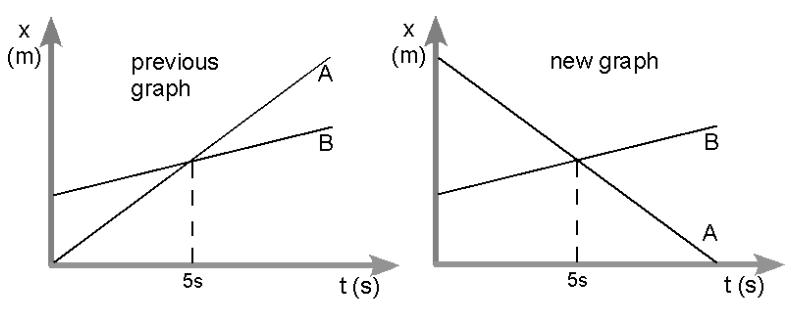 x
(m)
previous
graph
A
B
5s
t (s)
x
(m)
new graph
B
A
5s
t (s)